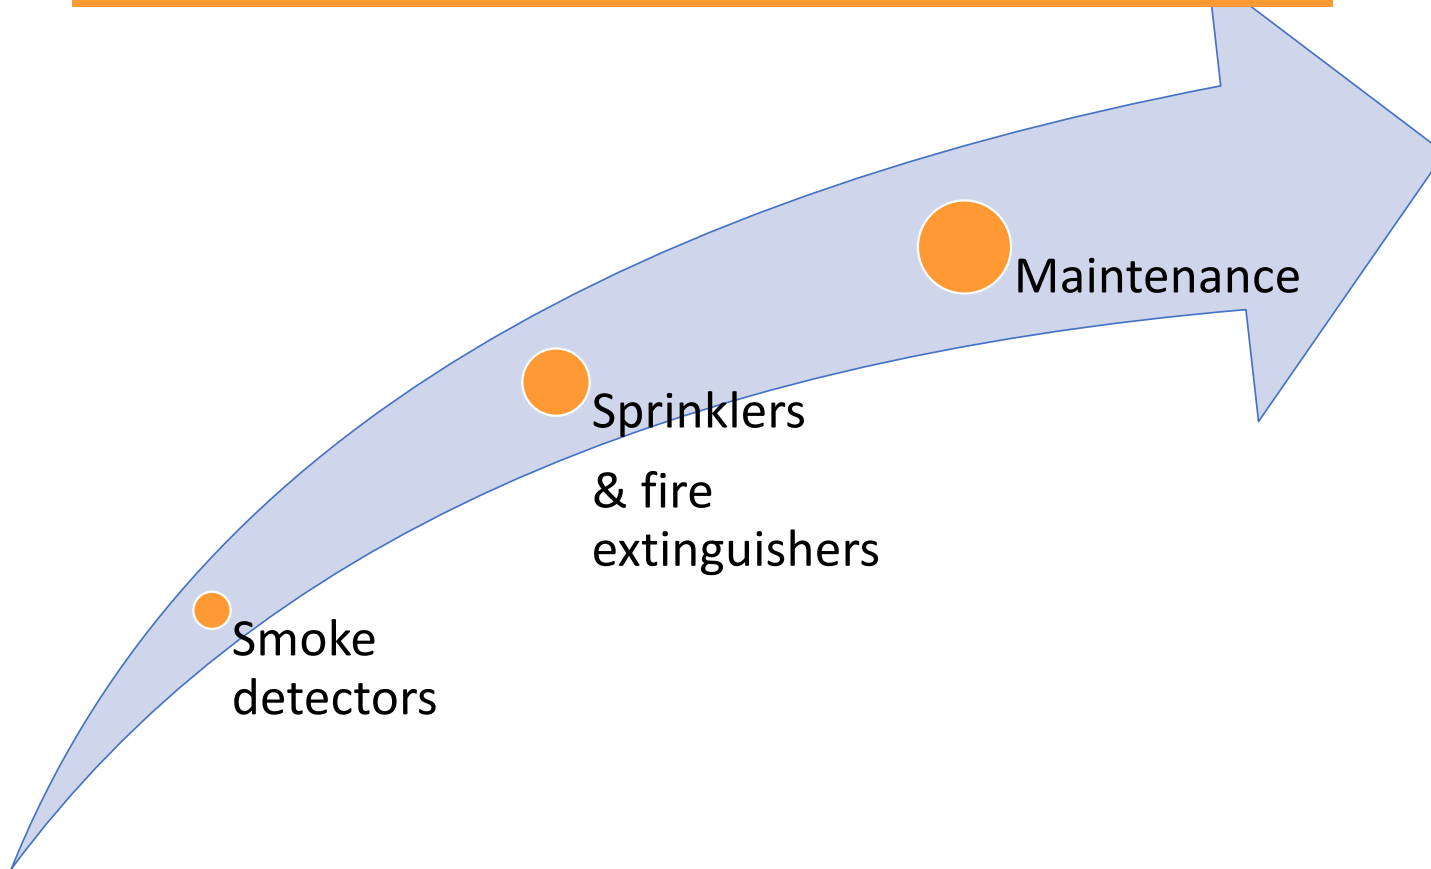 Maintenance
Sprinklers
& fire
extinguishers
Smoke
detectors